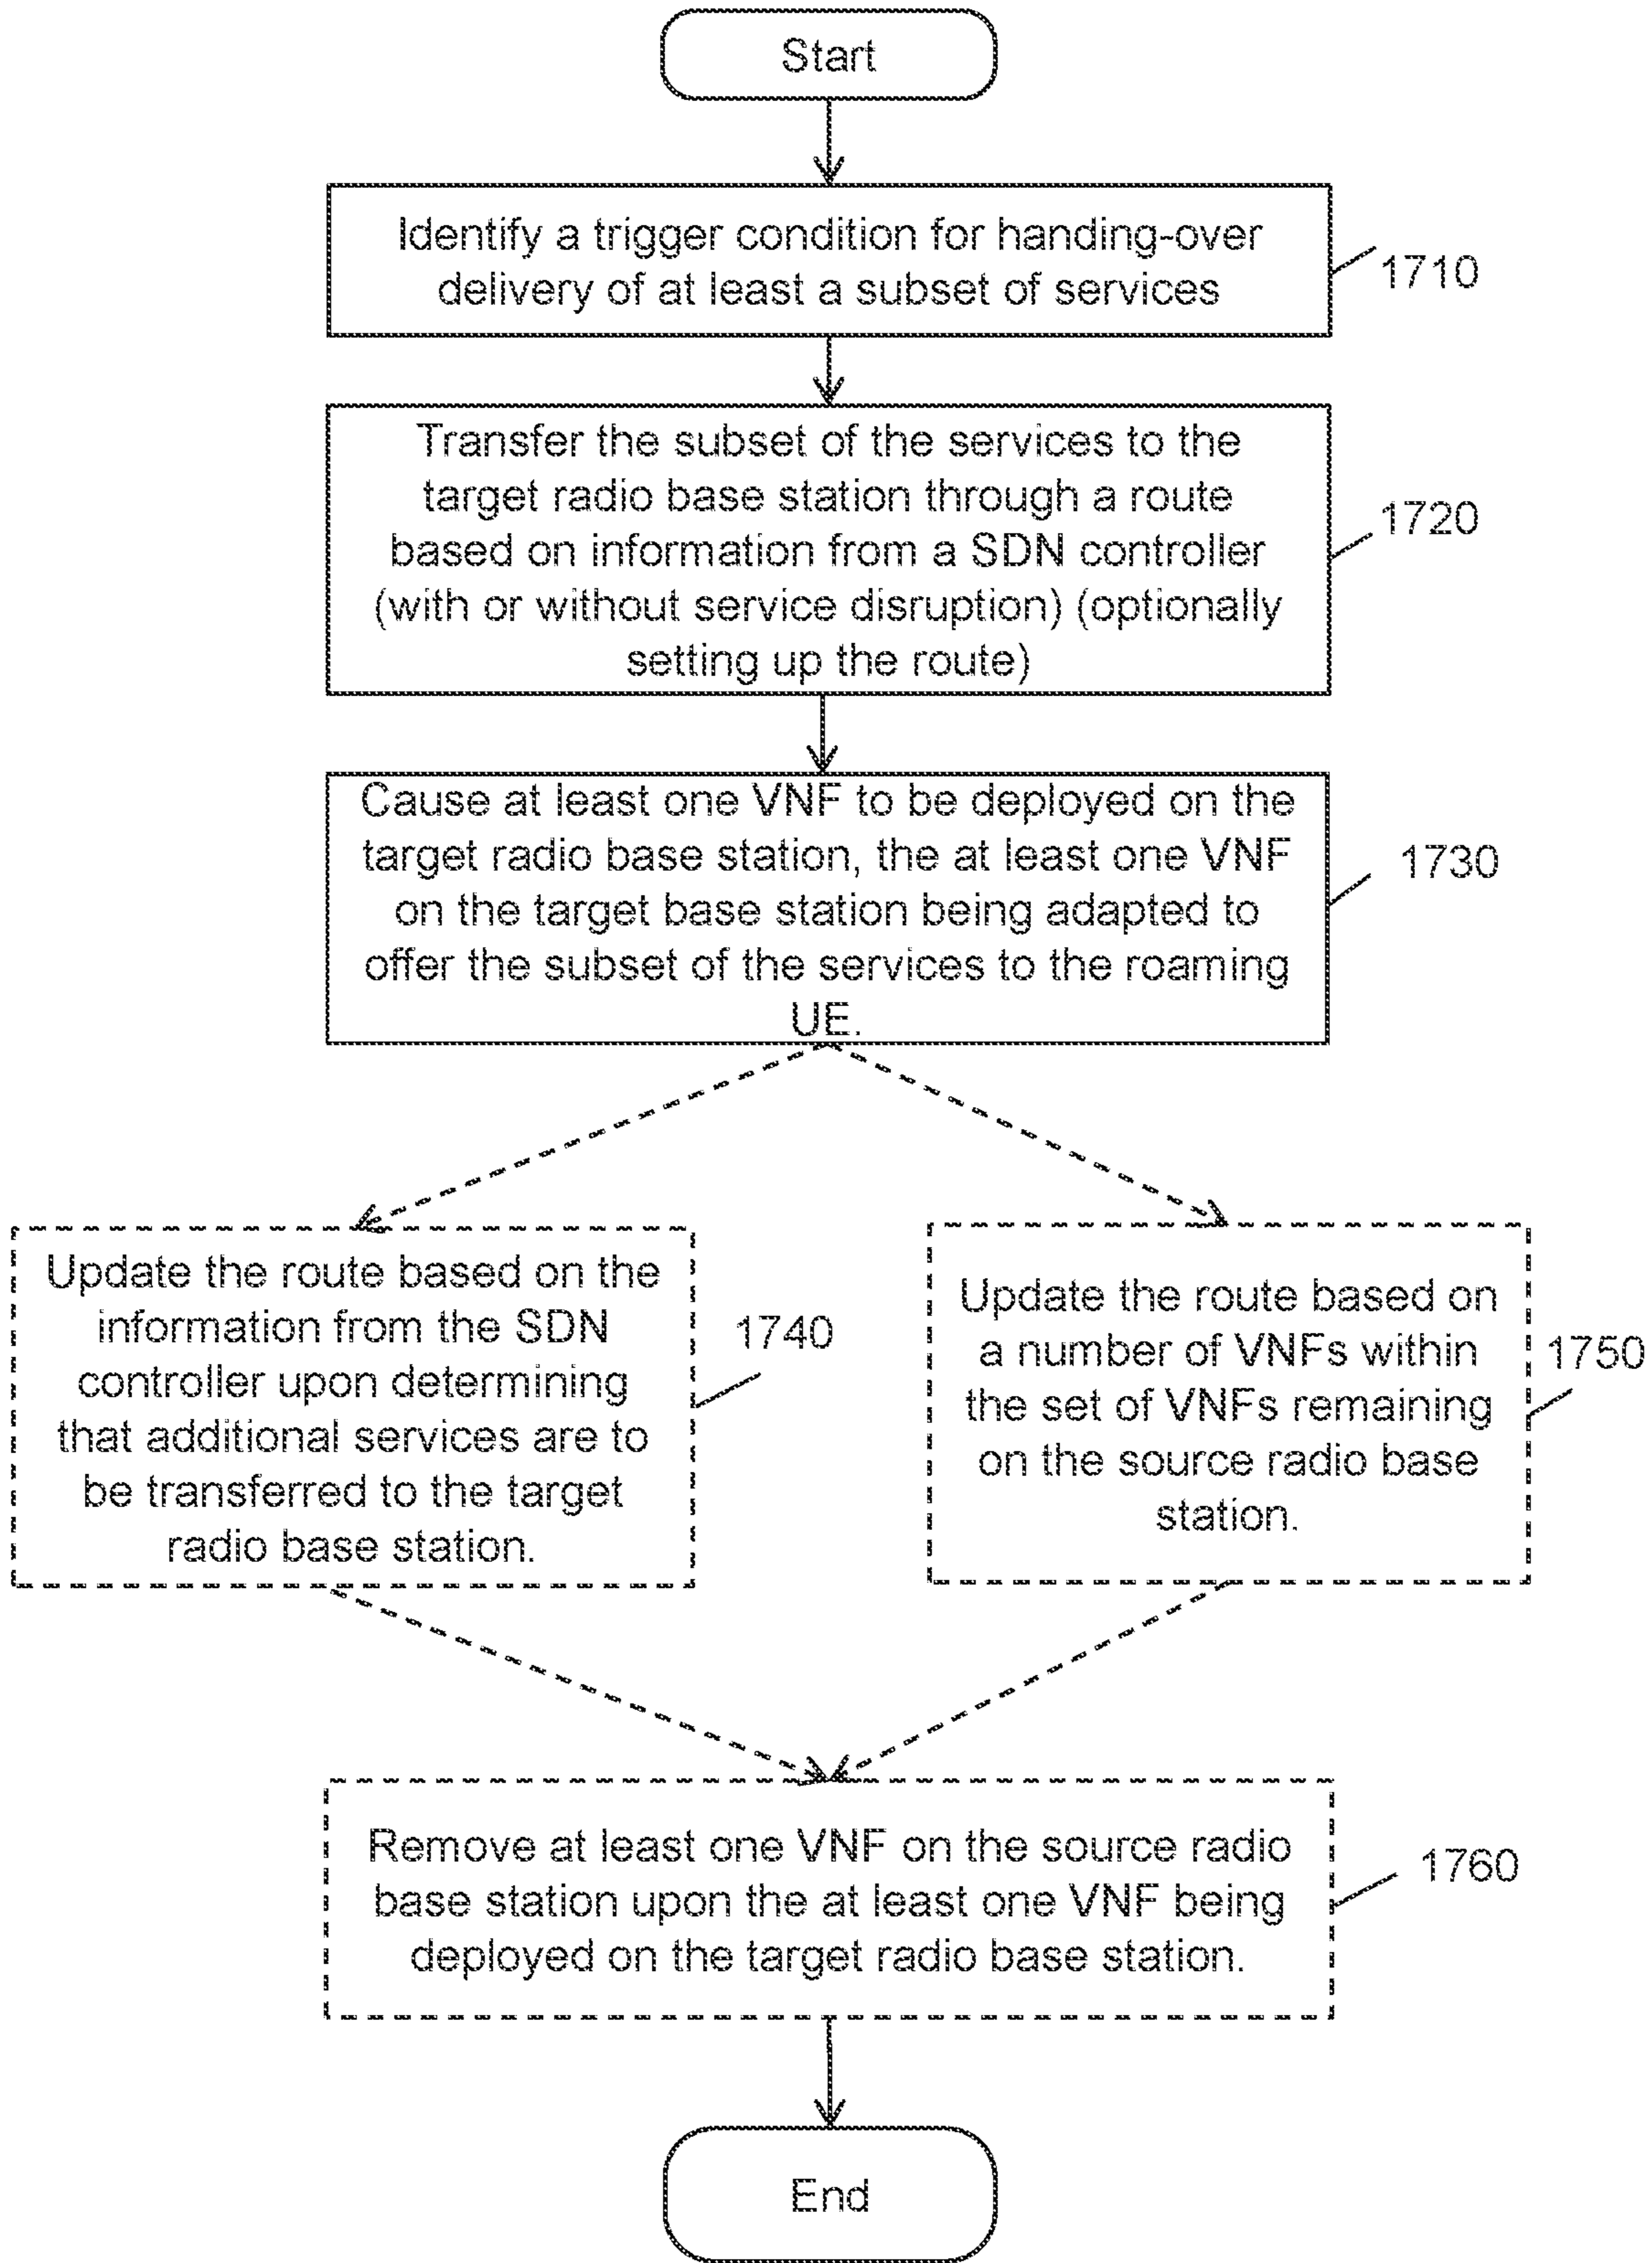 Start
Identify a trigger condition for handing-over
delivery of at least a subset of services
1710
Transfer the subset of the services to the
target radio base station through a route
based on information from a SDN controller
(with or without service disruption) (optionally
setting up the route)
1720
Cause at least one VNF to be deployed on the
target radio base station, the at least one VNF
on the target base station being adapted to
offer the subset of the services to the roaming
UE.
1730
Update the route based on the
information from the SDN
controller upon determining
that additional services are to
be transferred to the target
radio base station.
1740
Update the route based on
a number of VNFs within
the set of VNFs remaining
on the source radio base
station.
1750
Remove at least one VNF on the source radio
base station upon the at least one VNF being
deployed on the target radio base station.
1760
End